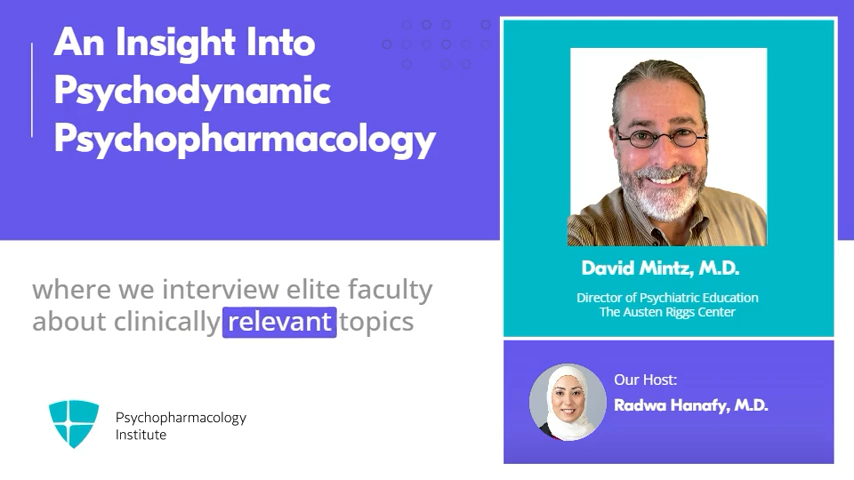 An Insight Into
Psychodynamic
Psychopharmacology
where we interview elite faculty
about clinically relevant topics
Psychopharmacology
Institute
David Mintz, M.D.
Director of Psychiatric Education
The Austen Riggs Center
Our Host:
Radwa Hanafy, M.D.